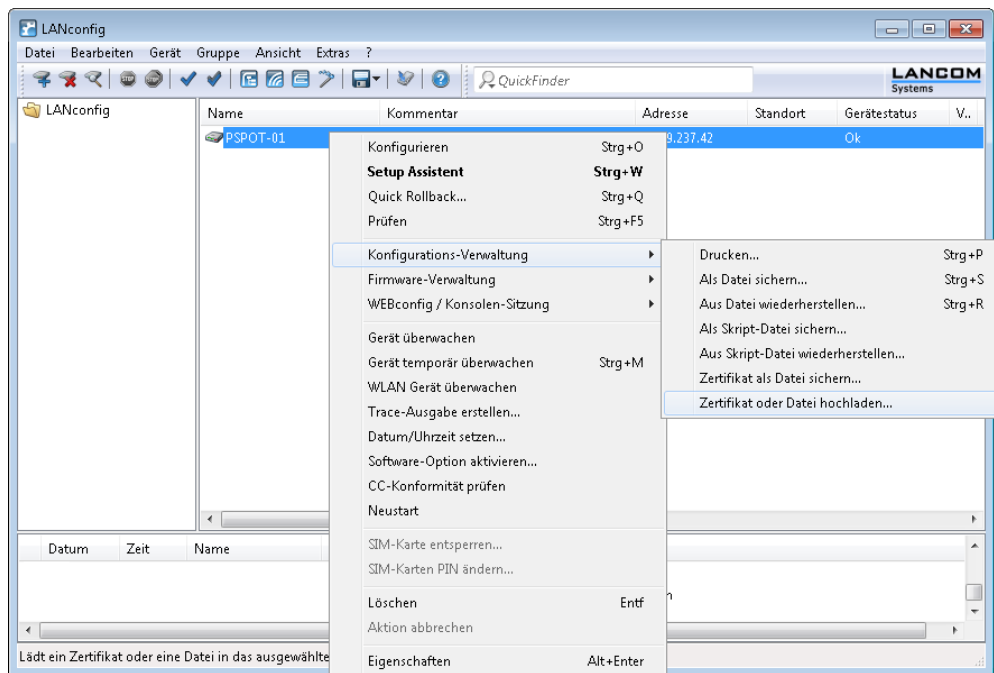 LANconfig
Datei Bearbeiten Gerät Gruppe Ansicht Extras ?
QuickFinder
LANCOM
Systems
LANconfig
Name Kommentar Adresse Standort Gerätestatus V..
PSPOT-01 9.237.42 Ok
Konfigurieren Strg+O
Setup Assistent Strg+W
Quick Rollback... Strg+Q
Prüfen Strg+F5
Konfigurations-Verwaltung
Firmware-Verwaltung
WEBconfig / Konsolen-Sitzung
Gerät überwachen
Gerät temporär überwachen Strg+M
WLAN Gerät überwachen
Trace-Ausgabe erstellen...
Datum/Uhrzeit setzen...
Software-Option aktivieren...
CC-Konformität prüfen
Neustart
SIM-Karte entsperren...
SIM-Karten PIN ändern...
Löschen Entf
Aktion abbrechen
Eigenschaften Alt+Enter
Drucken... Strg+P
Als Datei sichern... Strg+S
Aus Datei wiederherstellen... Strg+R
Als Skript-Datei sichern...
Aus Skript-Datei wiederherstellen...
Zertifikat als Datei sichern...
Zertifikat oder Datei hochladen...
Datum Zeit Name
Lädt ein Zertifikat oder eine Datei in das ausgewählte